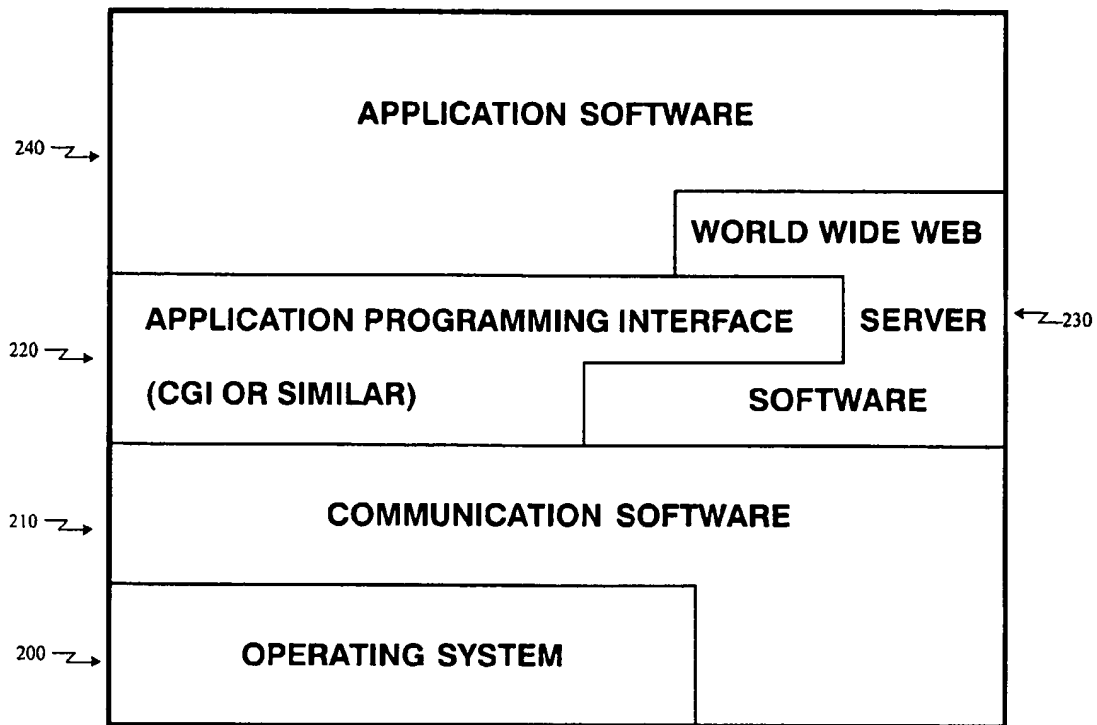 APPLICATION SOFTWARE
240
WORLD WIDE WEB
APPLICATION PROGRAMMING INTERFACE
SERVER
230
220
(CGI OR SIMILAR)
SOFTWARE
210
COMMUNICATION SOFTWARE
200
OPERATING SYSTEM